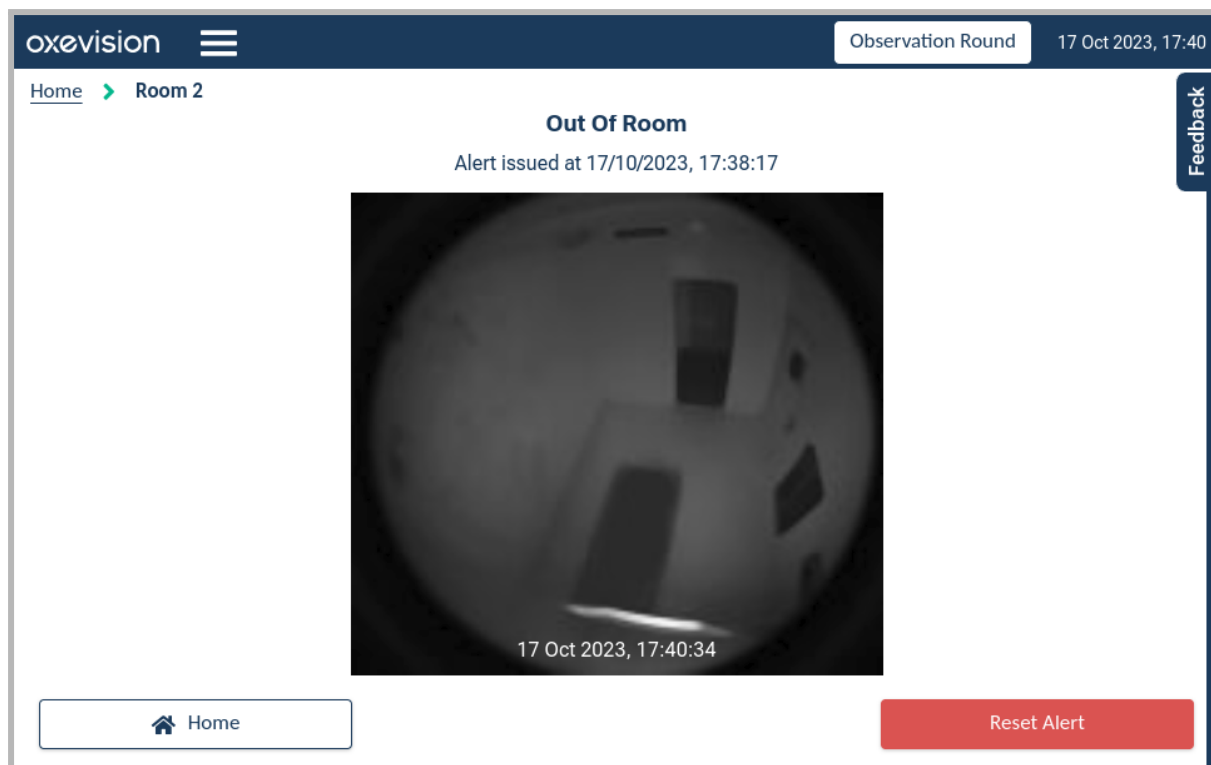 oxevision
Observation Round
17 Oct 2023, 17:40
Home
Room 2
Feedback
Out Of Room
Alert issued at 17/10/2023, 17:38:17
17 Oct 2023, 17:40:34
Home
Reset Alert